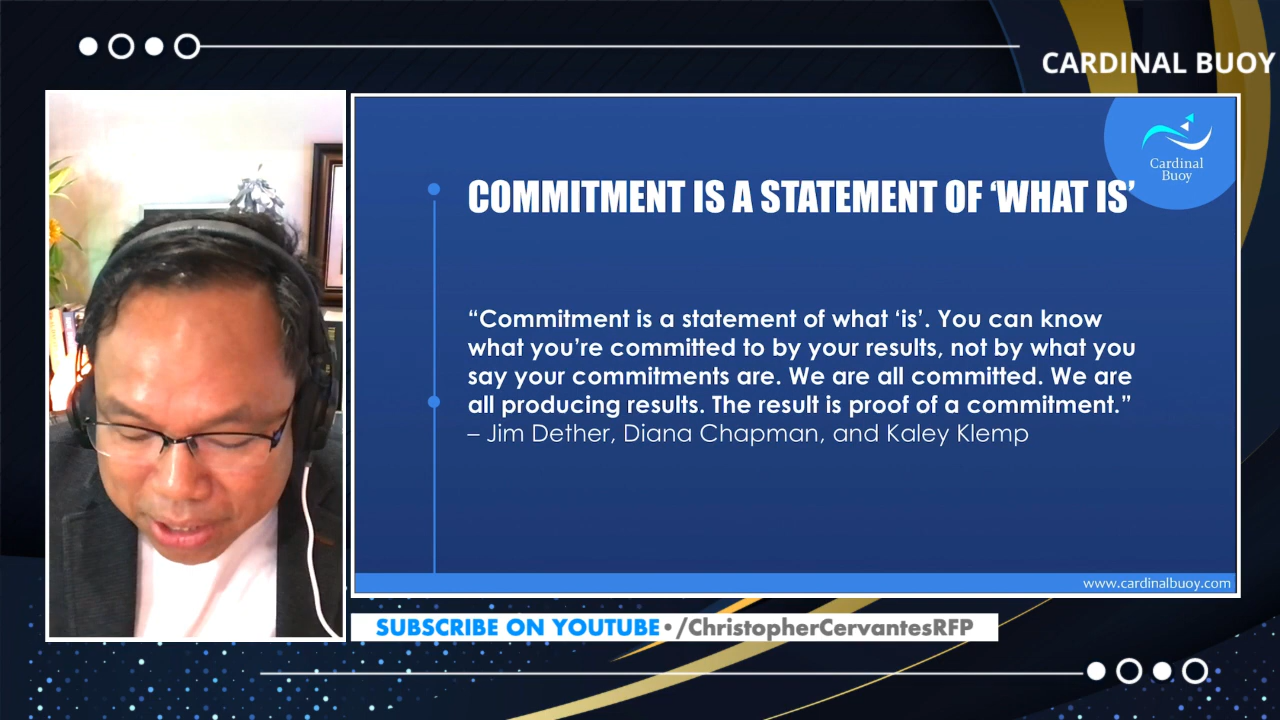 CARDINAL BUOY
Cardinal
Buoy
COMMITMENT IS A STATEMENT OF ‘WHAT IS’
“Commitment is a statement of what ‘is’. You can know
what you’re committed to by your results, not by what you
say your commitments are. We are all committed. We are
all producing results. The result is proof of a commitment.”
– Jim Dether, Diana Chapman, and Kaley Klemp
www.cardinalbuoy.com
SUBSCRIBE ON YOUTUBE•/ChristopherCervantesRFP